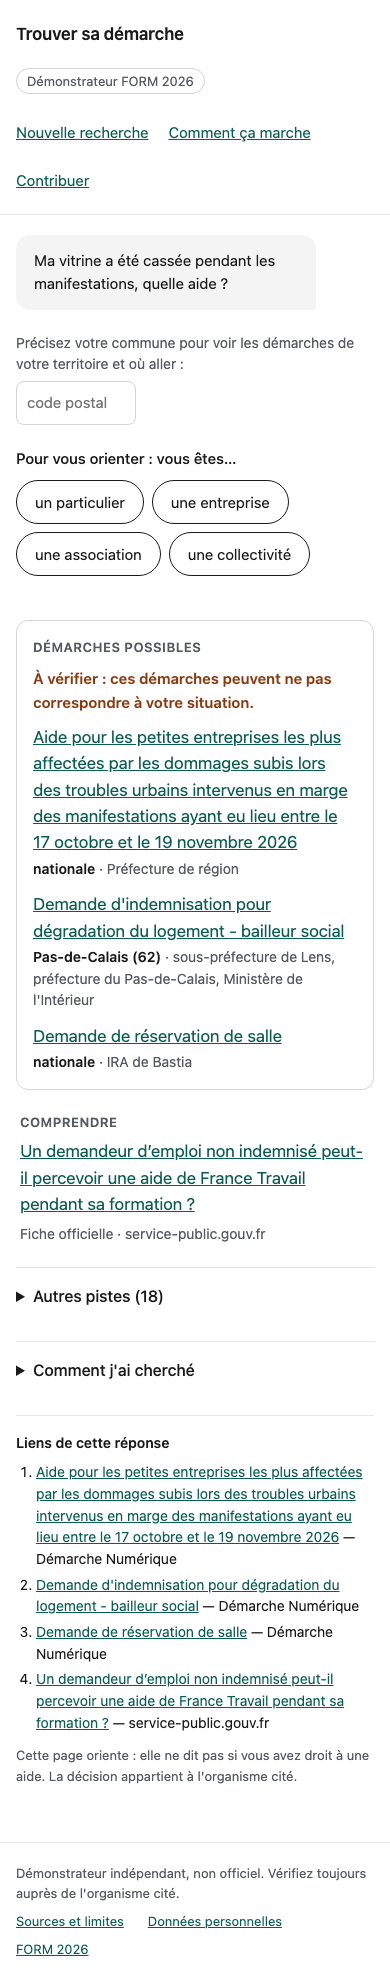 Trouver sa démarche
Démonstrateur FORM 2026
Nouvelle recherche
Comment ça marche
Contribuer
Ma vitrine a été cassée pendant les
manifestations, quelle aide ?
Précisez votre commune pour voir les démarches de
votre territoire et où aller :
code postal
Pour vous orienter : vous êtes...
un particulier
une entreprise
une association
une collectivité
DÉMARCHES POSSIBLES
À vérifier : ces démarches peuvent ne pas
correspondre à votre situation.
Aide pour les petites entreprises les plus
affectées par les dommages subis lors
des troubles urbains intervenus en marge
des manifestations ayant eu lieu entre le
17 octobre et le 19 novembre 2026
nationale · Préfecture de région
Demande d'indemnisation pour
dégradation du logement - bailleur social
Pas-de-Calais (62) · sous-préfecture de Lens,
préfecture du Pas-de-Calais, Ministère de
l'Intérieur
Demande de réservation de salle
nationale · IRA de Bastia
COMPRENDRE
Un demandeur d’emploi non indemnisé peut-
il percevoir une aide de France Travail
pendant sa formation ?
Fiche officielle · service-public.gouv.fr
Autres pistes (18)
Comment j'ai cherché
Liens de cette réponse
1. Aide pour les petites entreprises les plus affectées
par les dommages subis lors des troubles urbains
intervenus en marge des manifestations ayant eu
lieu entre le 17 octobre et le 19 novembre 2026 —
Démarche Numérique
2. Demande d'indemnisation pour dégradation du
logement - bailleur social — Démarche Numérique
3. Demande de réservation de salle — Démarche
Numérique
4. Un demandeur d’emploi non indemnisé peut-il
percevoir une aide de France Travail pendant sa
formation ? — service-public.gouv.fr
Cette page oriente : elle ne dit pas si vous avez droit à une
aide. La décision appartient à l'organisme cité.
Démonstrateur indépendant, non officiel. Vérifiez toujours
auprès de l'organisme cité.
Sources et limites
Données personnelles
FORM 2026